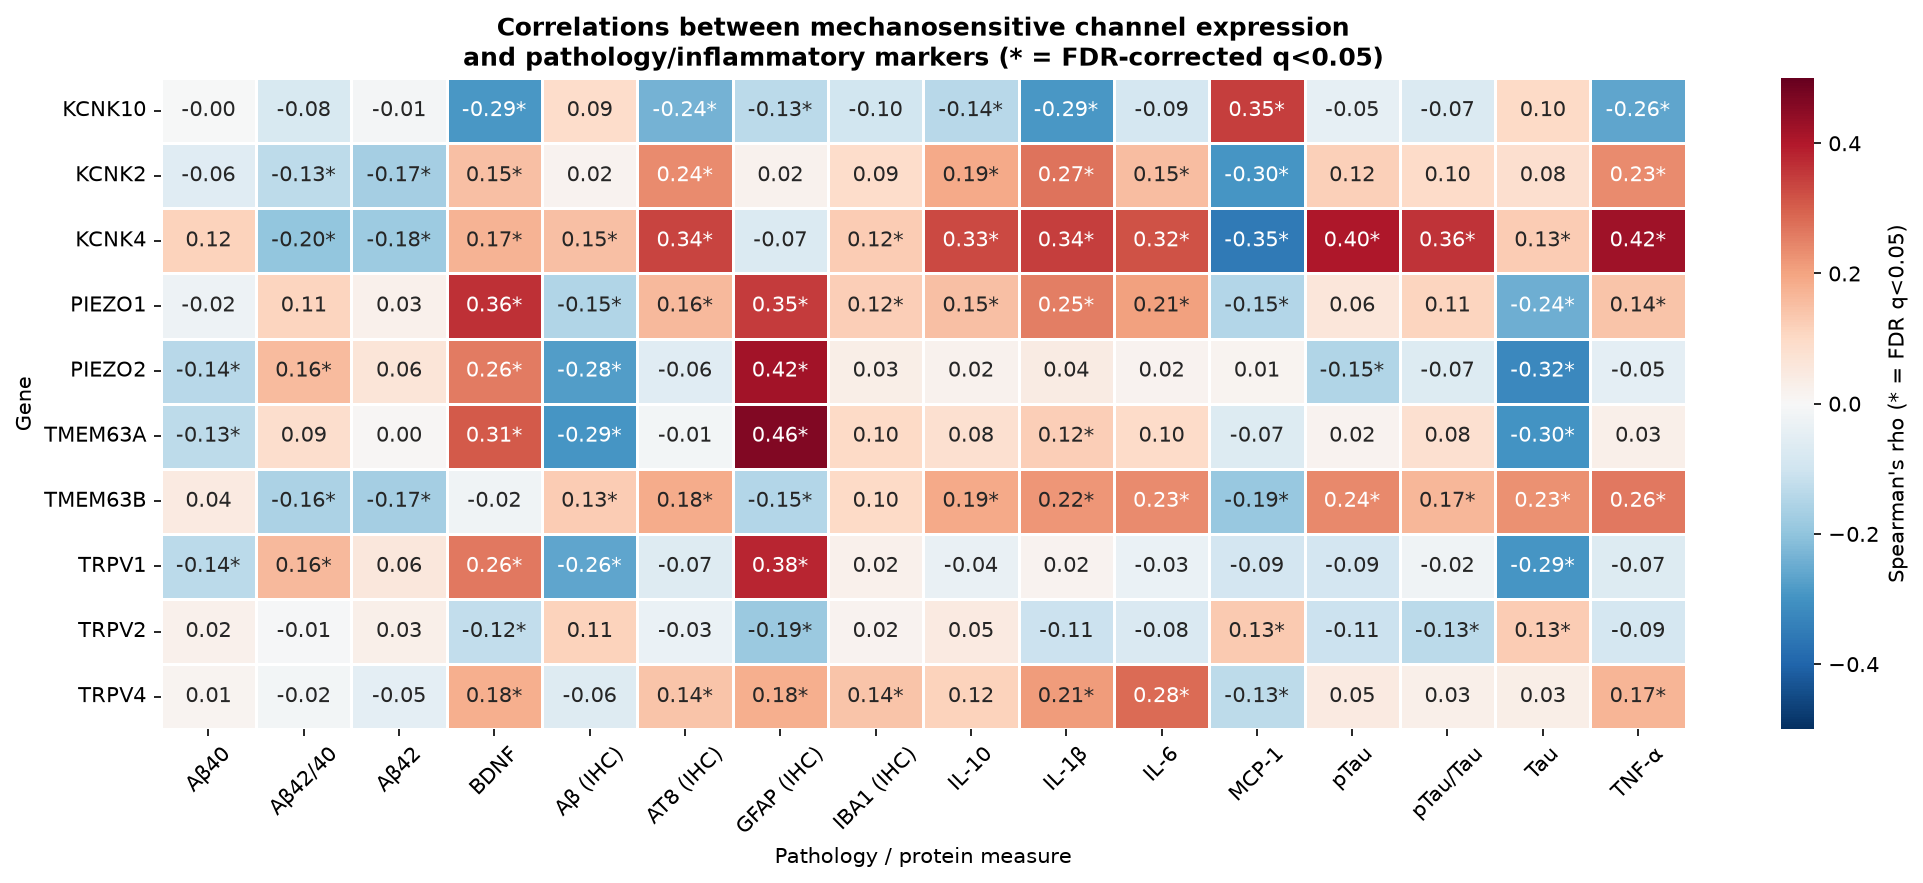 Correlations between mechanosensitive channel expression
and pathology/inflammatory markers (* = FDR-corrected q<0.05)
Gene
KCNK10 -0.00 -0.08 -0.01 -0.29* 0.09 -0.24* -0.13* -0.10 -0.14* -0.29* -0.09 0.35* -0.05 -0.07 0.10 -0.26*
KCNK2 -0.06 -0.13* -0.17* 0.15* 0.02 0.24* 0.02 0.09 0.19* 0.27* 0.15* -0.30* 0.12 0.10 0.08 0.23*
KCNK4 0.12 -0.20* -0.18* 0.17* 0.15* 0.34* -0.07 0.12* 0.33* 0.34* 0.32* -0.35* 0.40* 0.36* 0.13* 0.42*
PIEZO1 -0.02 0.11 0.03 0.36* -0.15* 0.16* 0.35* 0.12* 0.15* 0.25* 0.21* -0.15* 0.06 0.11 -0.24* 0.14*
PIEZO2 -0.14* 0.16* 0.06 0.26* -0.28* -0.06 0.42* 0.03 0.02 0.04 0.02 0.01 -0.15* -0.07 -0.32* -0.05
TMEM63A -0.13* 0.09 0.00 0.31* -0.29* -0.01 0.46* 0.10 0.08 0.12* 0.10 -0.07 0.02 0.08 -0.30* 0.03
TMEM63B 0.04 -0.16* -0.17* -0.02 0.13* 0.18* -0.15* 0.10 0.19* 0.22* 0.23* -0.19* 0.24* 0.17* 0.23* 0.26*
TRPV1 -0.14* 0.16* 0.06 0.26* -0.26* -0.07 0.38* 0.02 -0.04 0.02 -0.03 -0.09 -0.09 -0.02 -0.29* -0.07
TRPV2 0.02 -0.01 0.03 -0.12* 0.11 -0.03 -0.19* 0.02 0.05 -0.11 -0.08 0.13* -0.11 -0.13* 0.13* -0.09
TRPV4 0.01 -0.02 -0.05 0.18* -0.06 0.14* 0.18* 0.14* 0.12 0.21* 0.28* -0.13* 0.05 0.03 0.03 0.17*
Aβ40 Aβ42/40 Aβ42 BDNF Aβ (IHC) AT8 (IHC) GFAP (IHC) IBA1 (IHC) IL-10 IL-1β IL-6 MCP-1 pTau pTau/Tau Tau TNF-α
Pathology / protein measure
0.4
0.2
0.0
−0.2
−0.4
Spearman's rho (* = FDR q<0.05)